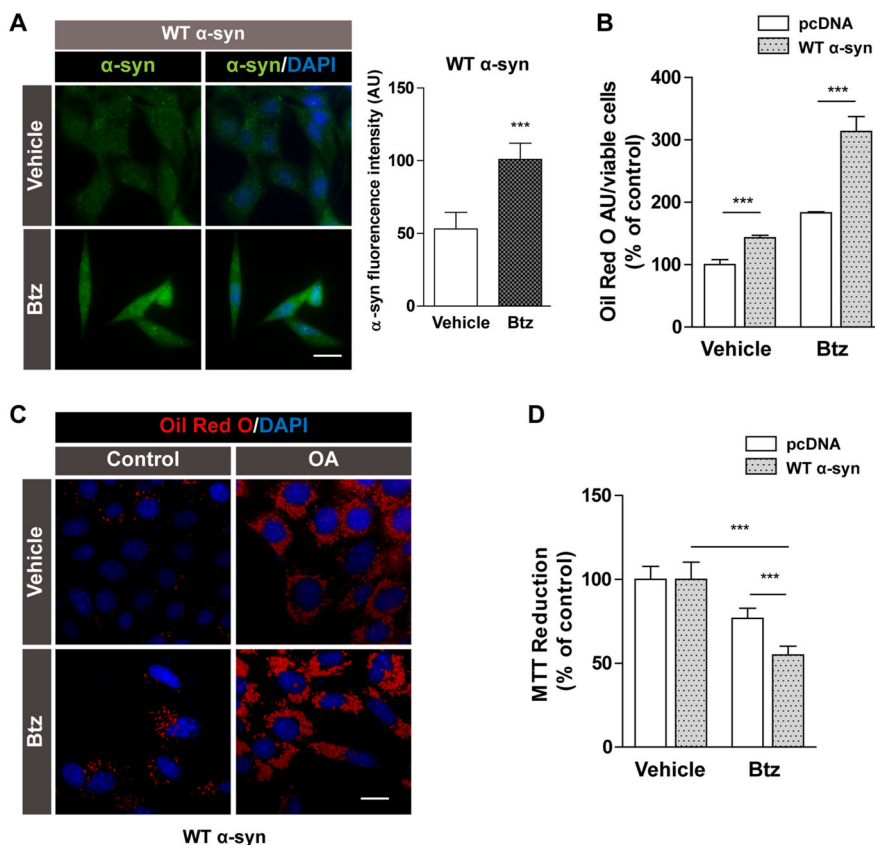 A
WT α-syn
α-syn
α-syn/DAPI
Vehicle
Btz
WT α-syn
α-syn fluorencence intensity (AU)
150
100
50
0
***
Vehicle
Btz
B
pcDNA
WT α-syn
Oil Red O AU/viable cells
(% of control)
400
300
200
100
0
***
***
Vehicle
Btz
C
Oil Red O/DAPI
Control
OA
Vehicle
Btz
WT α-syn
D
pcDNA
WT α-syn
MTT Reduction
(% of control)
150
100
50
0
***
***
Vehicle
Btz